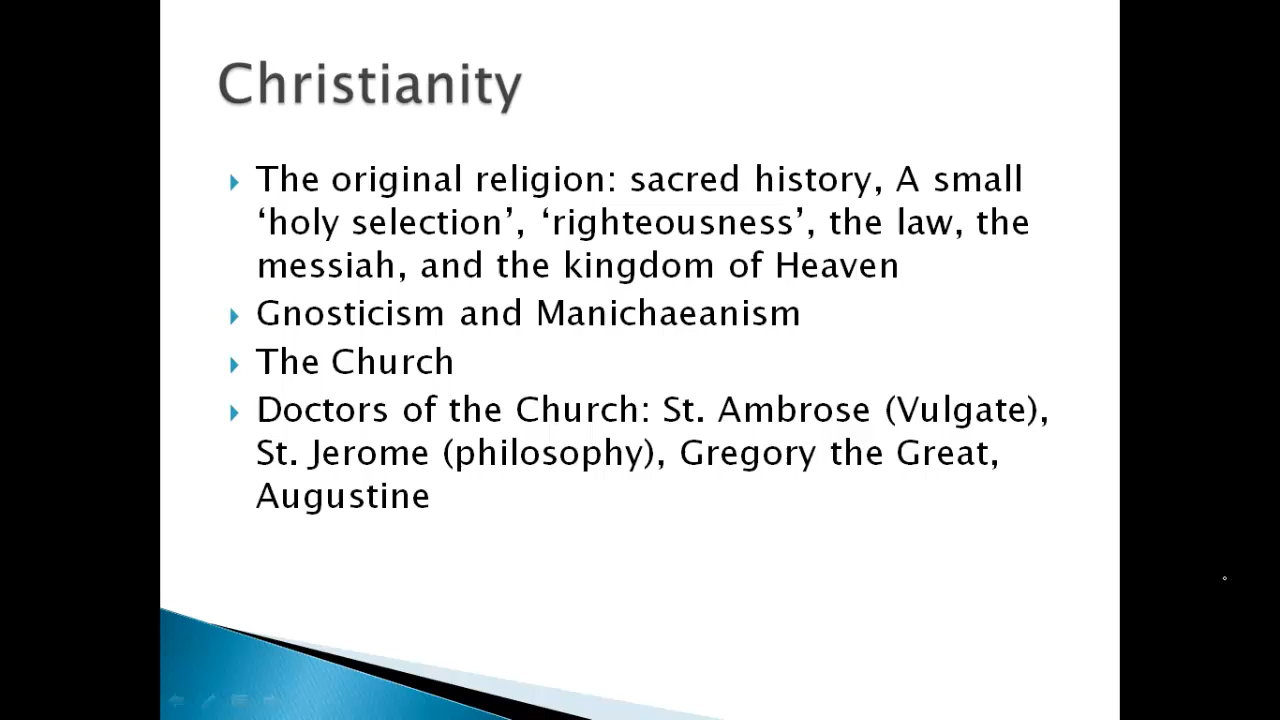 Christianity
The original religion: sacred history, A small
‘holy selection’, ‘righteousness’, the law, the
messiah, and the kingdom of Heaven
Gnosticism and Manichaeanism
The Church
Doctors of the Church: St. Ambrose (Vulgate),
St. Jerome (philosophy), Gregory the Great,
Augustine